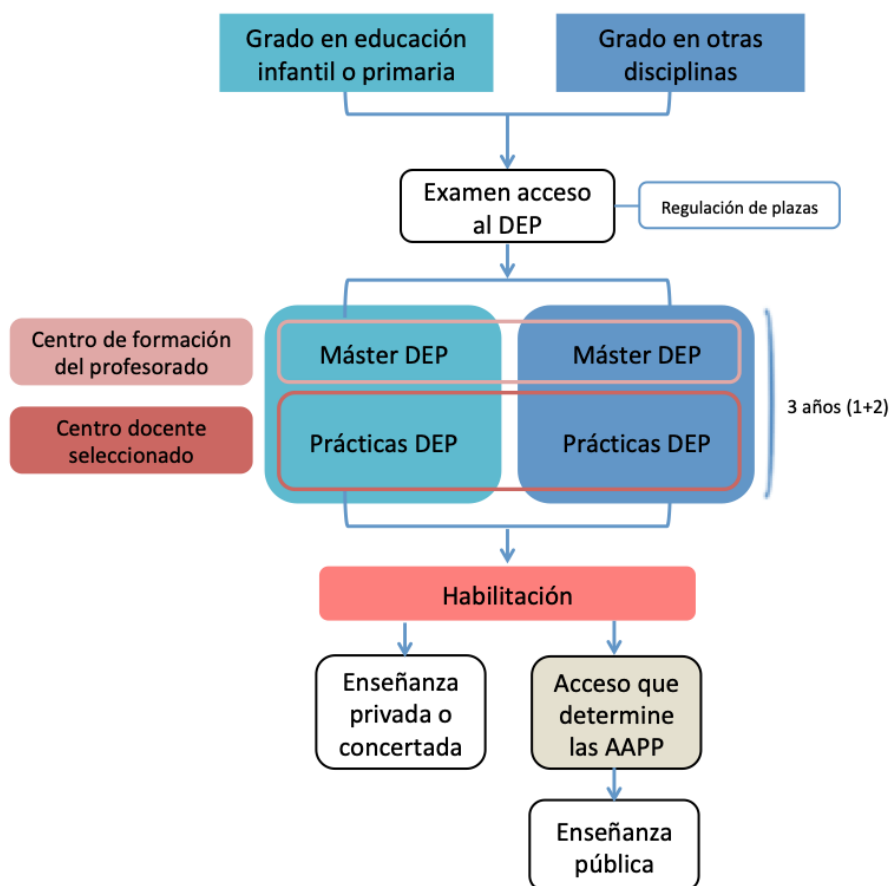 Grado en educación
infantil o primaria
Grado en otras
disciplinas
Examen acceso
al DEP
Regulación de plazas
Centro de formación
del profesorado
Máster DEP
Máster DEP
3 años (1+2)
Centro docente
seleccionado
Prácticas DEP
Prácticas DEP
Habilitación
Enseñanza
privada o
concertada
Acceso que
determine
las AAPP
Enseñanza
pública